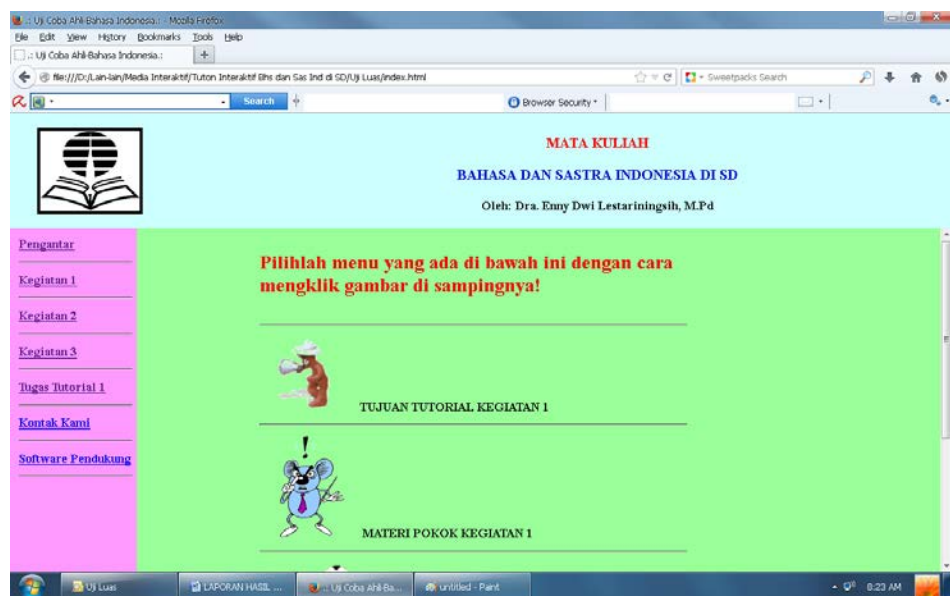 .: Uji Coba Ahli-Bahasa Indonesia.: - Mozilla Firefox
File Edit View History Bookmarks Tools Help
.: Uji Coba Ahli-Bahasa Indonesia.: +
file:///D:/Lain-lain/Media Interaktif/Tuton Interaktif Bhs dan Sas Ind di SD/Uji Luas/index.html Sweetpacks Search
Search Browser Security
MATA KULIAH
BAHASA DAN SASTRA INDONESIA DI SD
Oleh: Dra. Enny Dwi Lestariningsih, M.Pd
Pengantar
Kegiatan 1
Kegiatan 2
Kegiatan 3
Tugas Tutorial 1
Kontak Kami
Software Pendukung
Pilihlah menu yang ada di bawah ini dengan cara
mengklik gambar di sampingnya!
TUJUAN TUTORIAL KEGIATAN 1
!
MATERI POKOK KEGIATAN 1
Uji Luas LAPORAN HASIL ... .: Uji Coba Ahli-Ba... untitled - Paint 8:23 AM